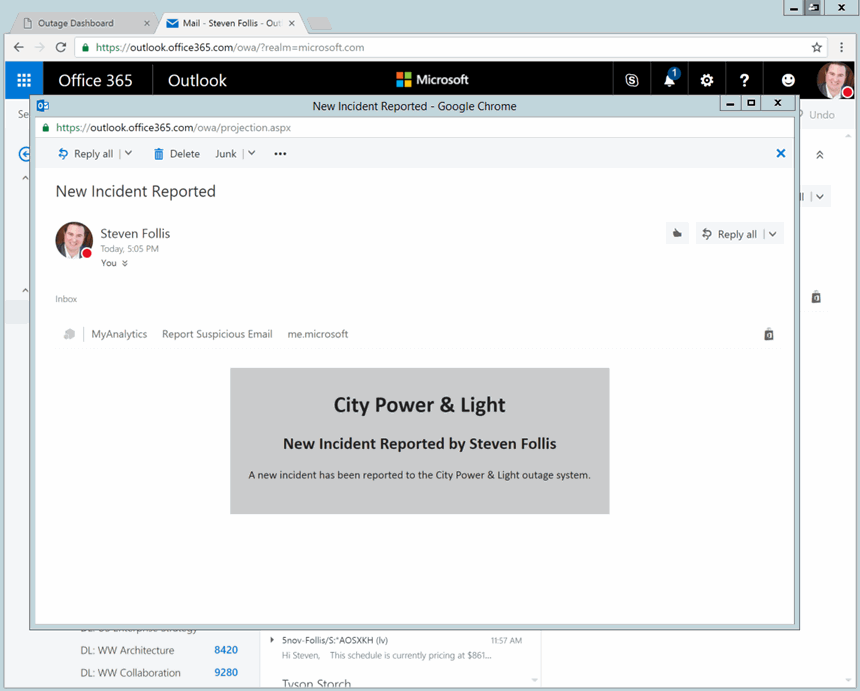 Outage Dashboard
Mail - Steven Follis - Out
https://outlook.office365.com/owa/?realm=microsoft.com
Office 365 Outlook Microsoft 1 ?
New Incident Reported - Google Chrome
Se Undo
https://outlook.office365.com/owa/projection.aspx
Reply all Delete Junk
New Incident Reported
ll
Steven Follis
Reply all
Today, 5:05 PM
You
Inbox
MyAnalytics Report Suspicious Email me.microsoft
City Power & Light
New Incident Reported by Steven Follis
A new incident has been reported to the City Power & Light outage system.
5nov-Follis/S:"AOSXKH (lv) 11:57 AM
DL: WW Architecture 8420
Hi Steven, This schedule is currently pricing at $861...
DL: WW Collaboration 9280
Tyson Storch